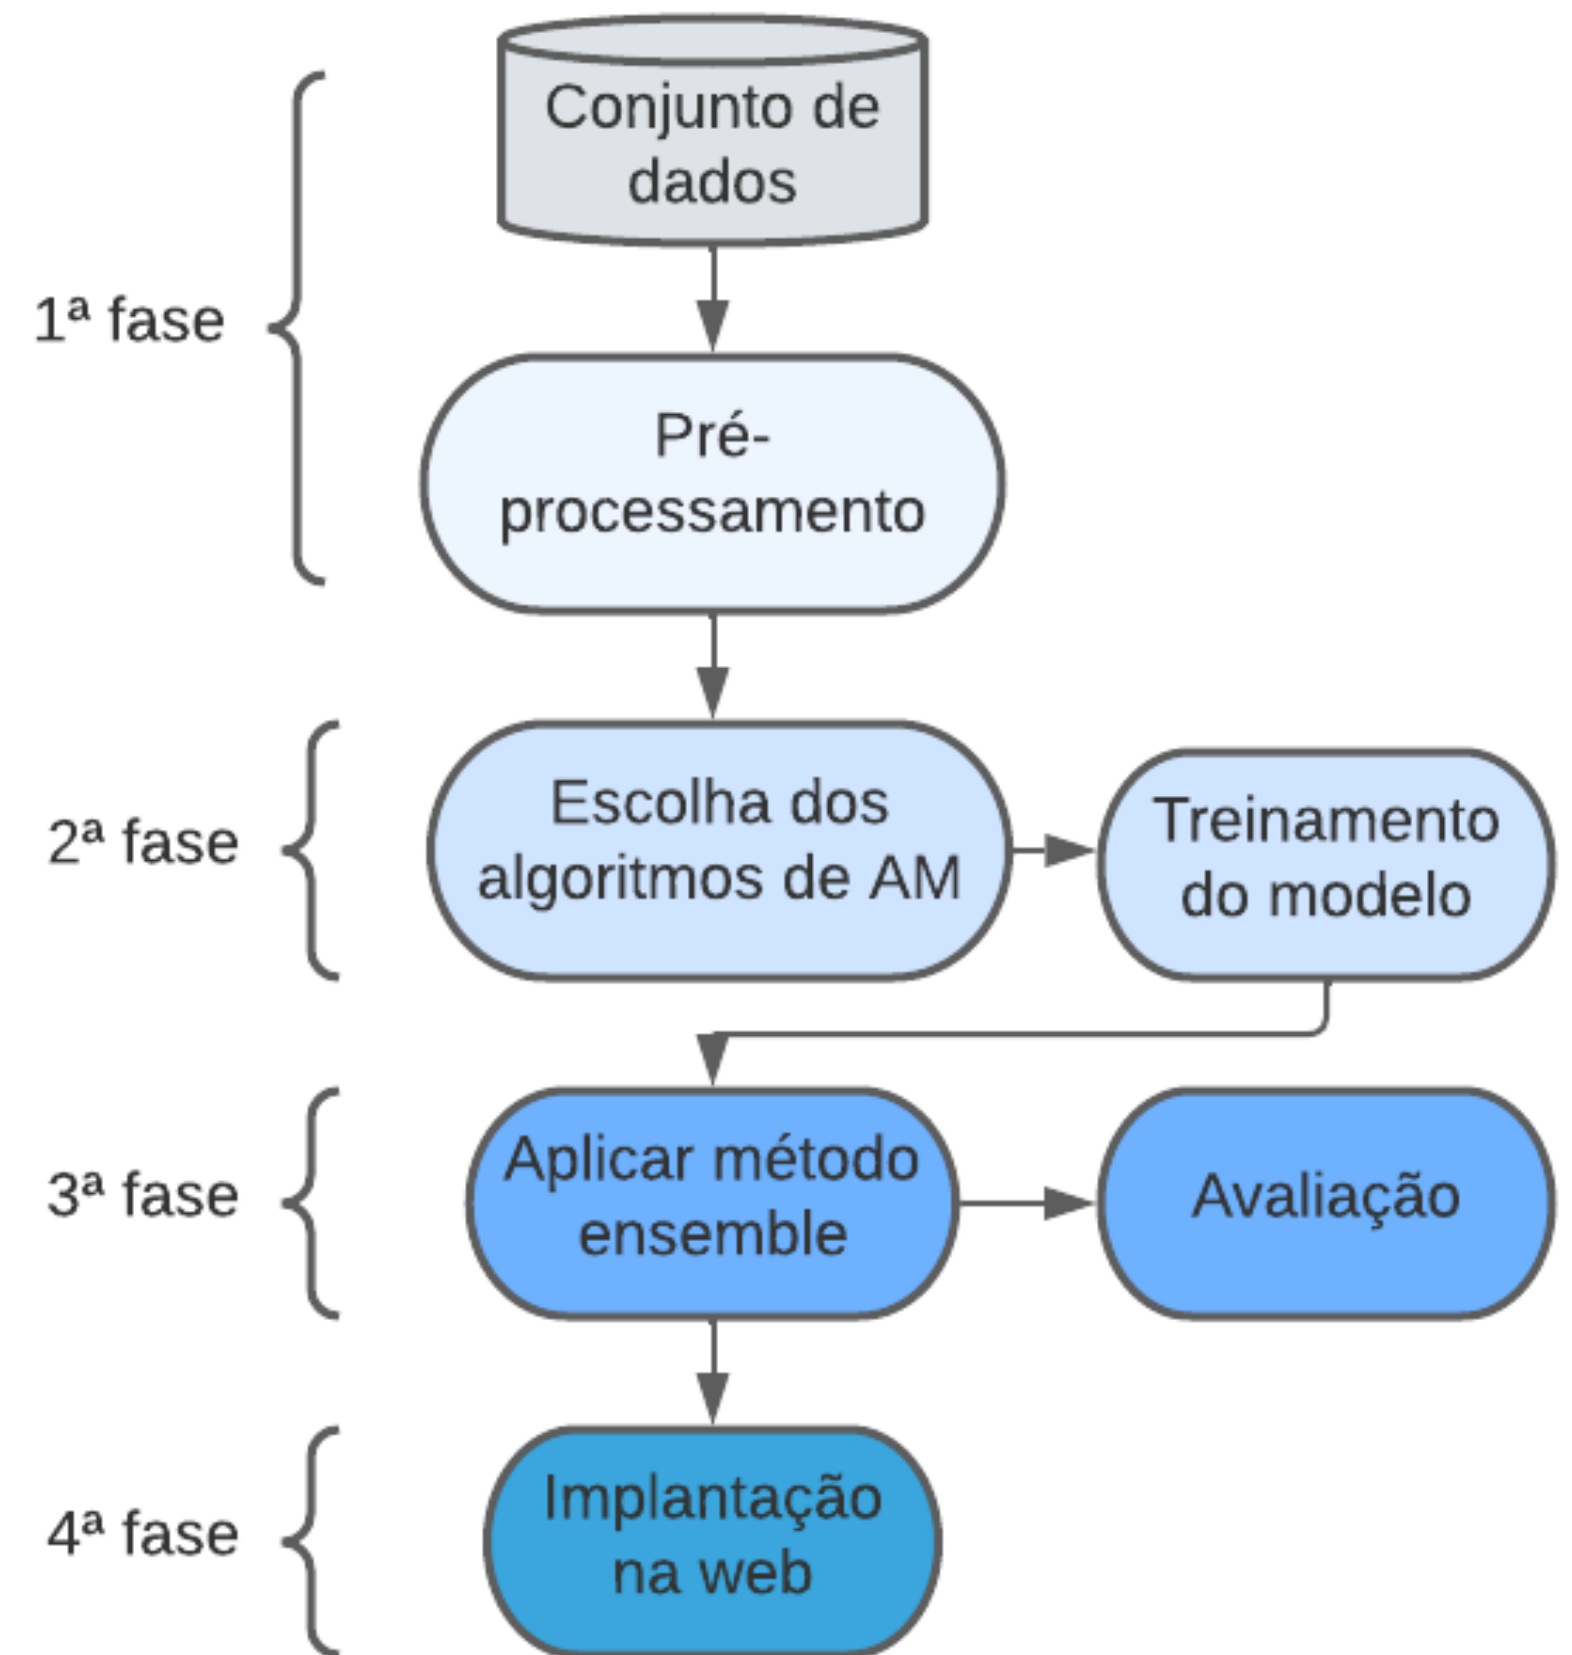 Conjunto de
dados
1ª fase
Pré-
processamento
Escolha dos
algoritmos de AM
Treinamento
do modelo
2ª fase
Aplicar método
ensemble
Avaliação
3ª fase
Implantação
na web
4ª fase